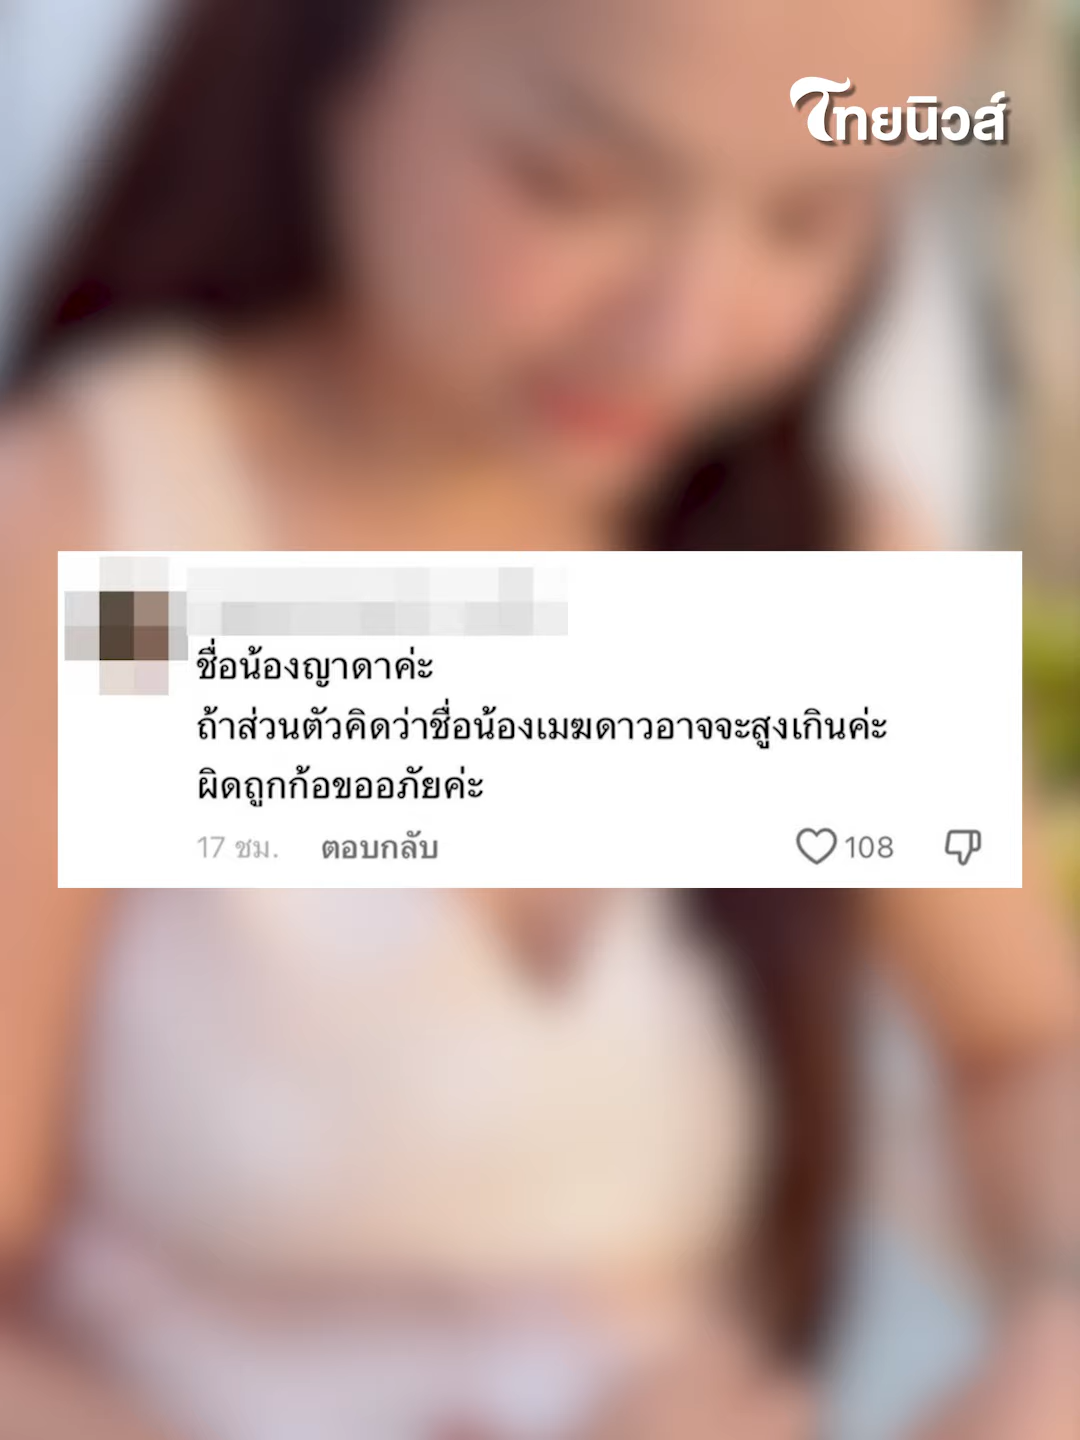 ไทยนิวส์
ชื่อน้องญาดาค่ะ
ถ้าส่วนตัวคิดว่าชื่อน้องเมฆดาวอาจจะสูงเกินค่ะ
ผิดถูกก้อขออภัยค่ะ
17 ชม. ตอบกลับ 108